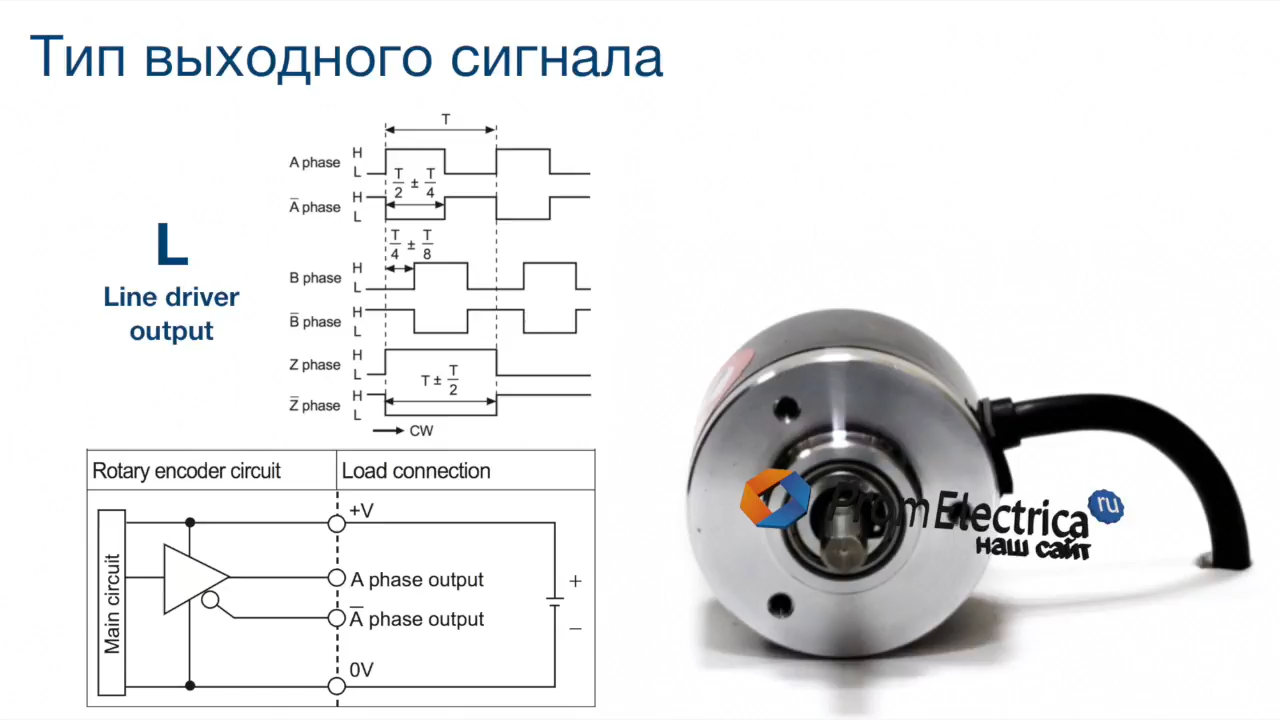 Тип выходного сигнала
L
Line driver
output
T
A phase H
L
T/2 ± T/4
A̅ phase H
L
T/4 ± T/8
B phase H
L
B̅ phase H
L
Z phase H
L
T ± T/2
Z̅ phase H
L
CW
Rotary encoder circuit
Load connection
Main circuit
+V
A phase output
A̅ phase output
0V
+
−
PromElectrica ru
наш сайт